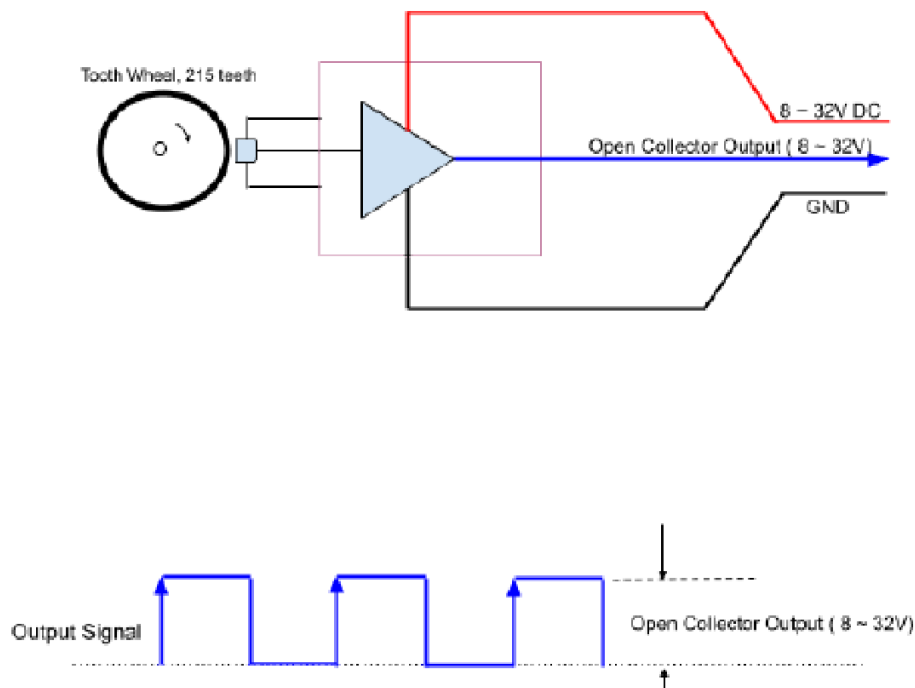 Tooth Wheel, 215 teeth
8 ~ 32V DC
Open Collector Output ( 8 ~ 32V)
GND
Output Signal
Open Collector Output ( 8 ~ 32V)